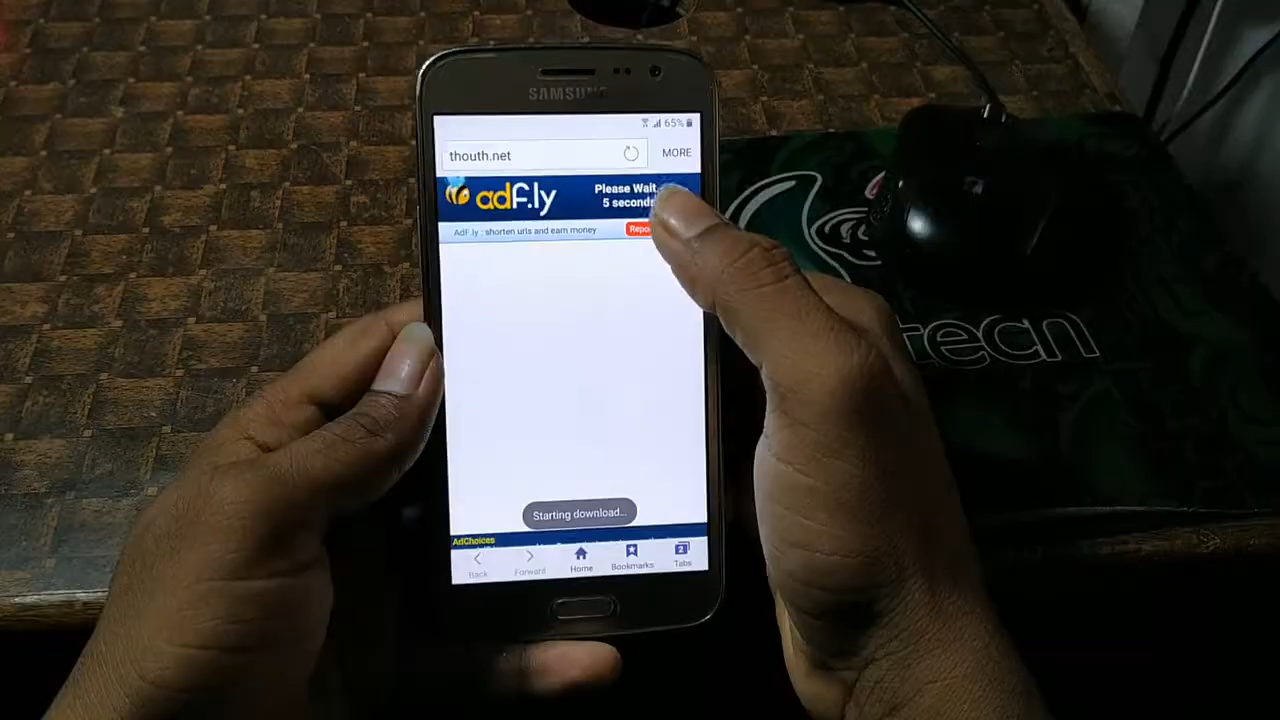 SAMSUNG
65%
thouth.net
MORE
adf.ly
Please Wait
5 seconds
AdF.ly : shorten urls and earn money
Starting download...
AdChoices
Back
Forward
Home
Bookmarks
2
Tabs